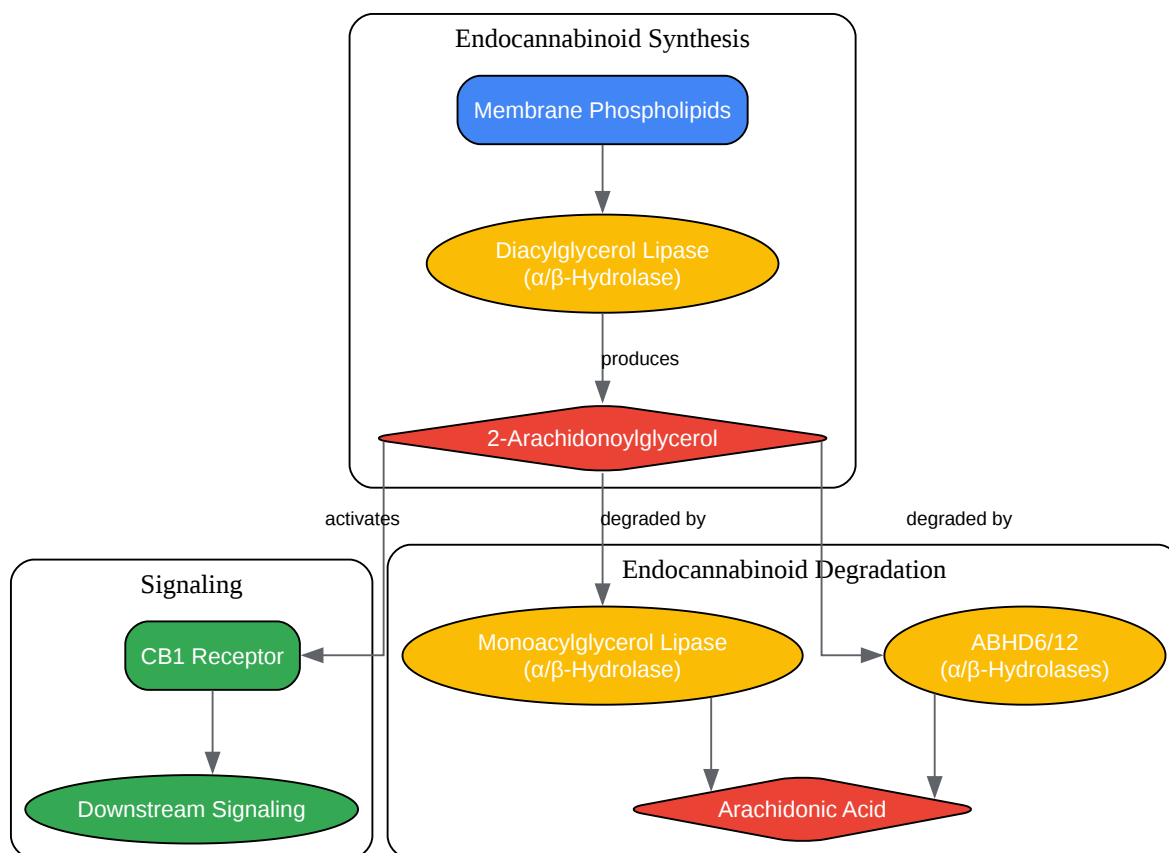 Endocannabinoid Synthesis
Membrane Phospholipids
Diacylglycerol Lipase
(α/β-Hydrolase)
produces
2-Arachidonoylglycerol
activates
degraded by
degraded by
Signaling
CB1 Receptor
Downstream Signaling
Endocannabinoid Degradation
Monoacylglycerol Lipase
(α/β-Hydrolase)
ABHD6/12
(α/β-Hydrolases)
Arachidonic Acid